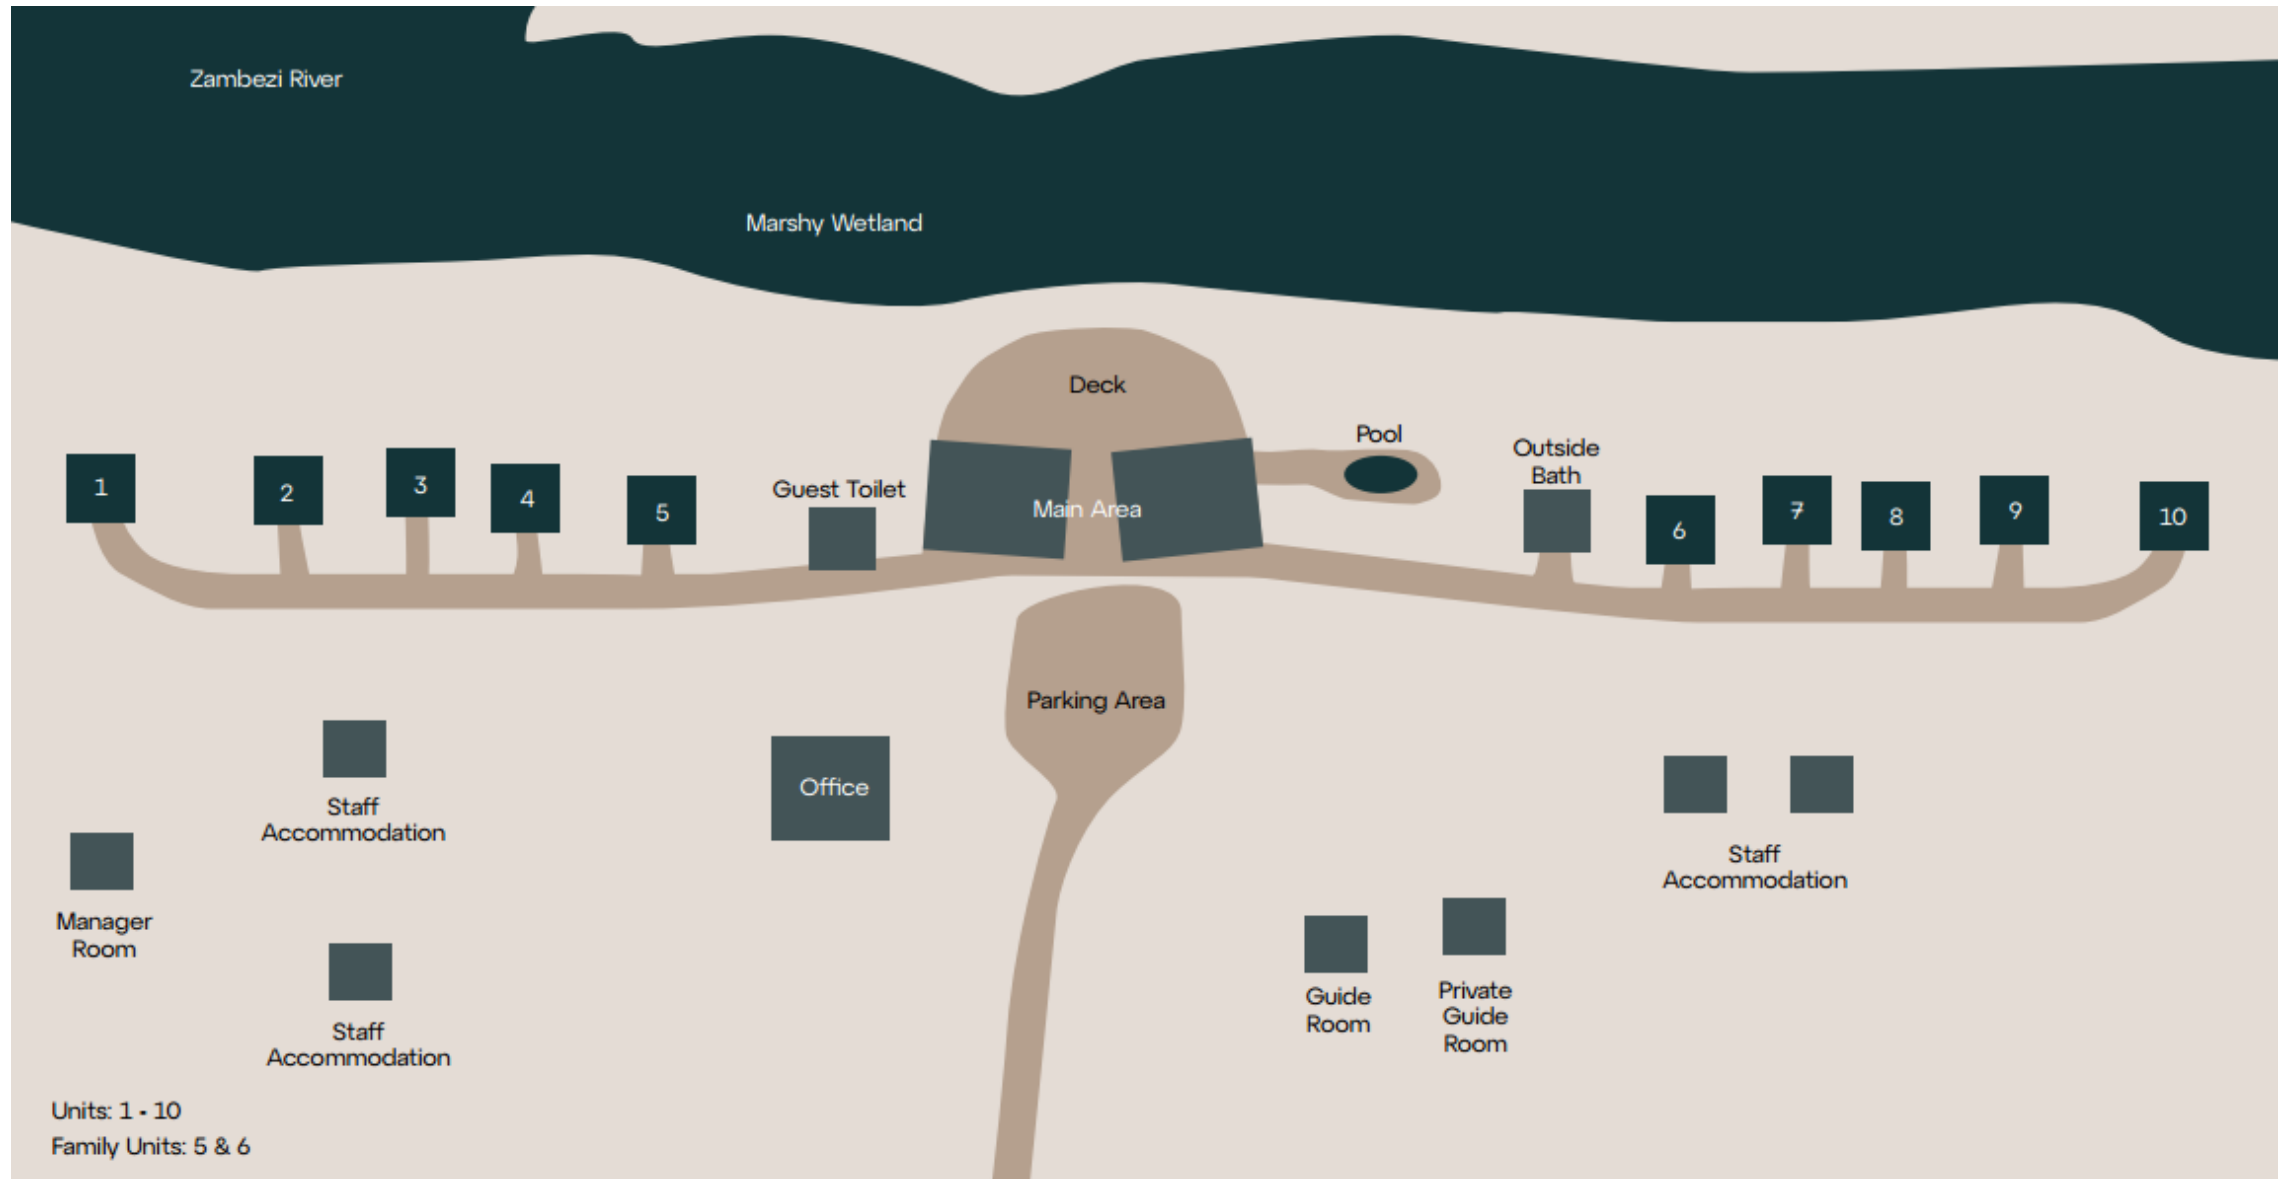 Zambezi River
Marshy Wetland
Deck
Pool
Outside
Bath
1
2
3
4
5
Guest Toilet
Main Area
6
7
8
9
10
Parking Area
Office
Staff
Accommodation
Manager
Room
Staff
Accommodation
Staff
Accommodation
Guide
Room
Private
Guide
Room
Units: 1 - 10
Family Units: 5 & 6